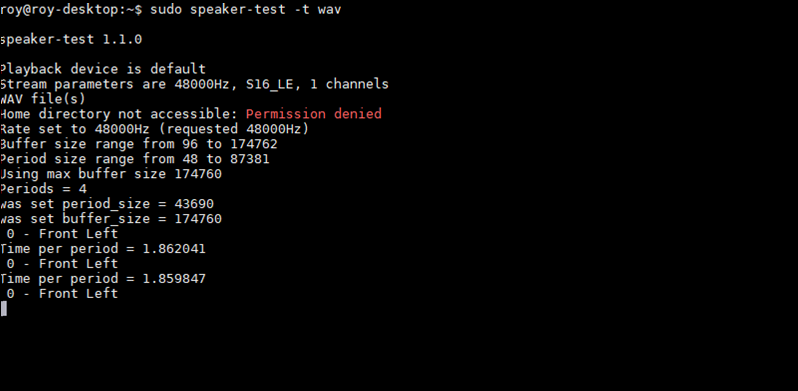 roy@roy-desktop:~$ sudo speaker-test -t wav
speaker-test 1.1.0
Playback device is default
Stream parameters are 48000Hz, S16_LE, 1 channels
WAV file(s)
Home directory not accessible: Permission denied
Rate set to 48000Hz (requested 48000Hz)
Buffer size range from 96 to 174762
Period size range from 48 to 87381
Using max buffer size 174760
Periods = 4
was set period_size = 43690
was set buffer_size = 174760
0 - Front Left
Time per period = 1.862041
0 - Front Left
Time per period = 1.859847
0 - Front Left